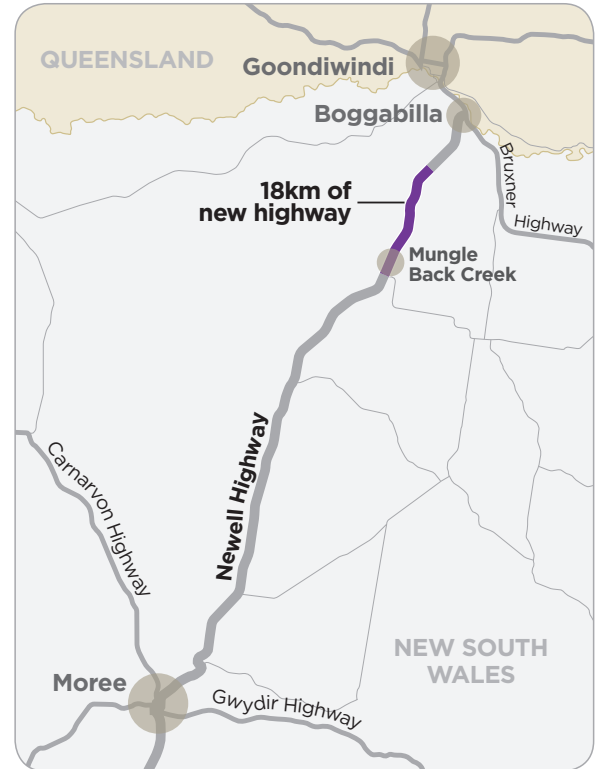 QUEENSLAND
Goondiwindi
Boggabilla
Bruxner
Highway
18km of
new highway
Mungle
Back Creek
Newell Highway
Carnarvon Highway
NEW SOUTH
WALES
Moree
Gwydir Highway